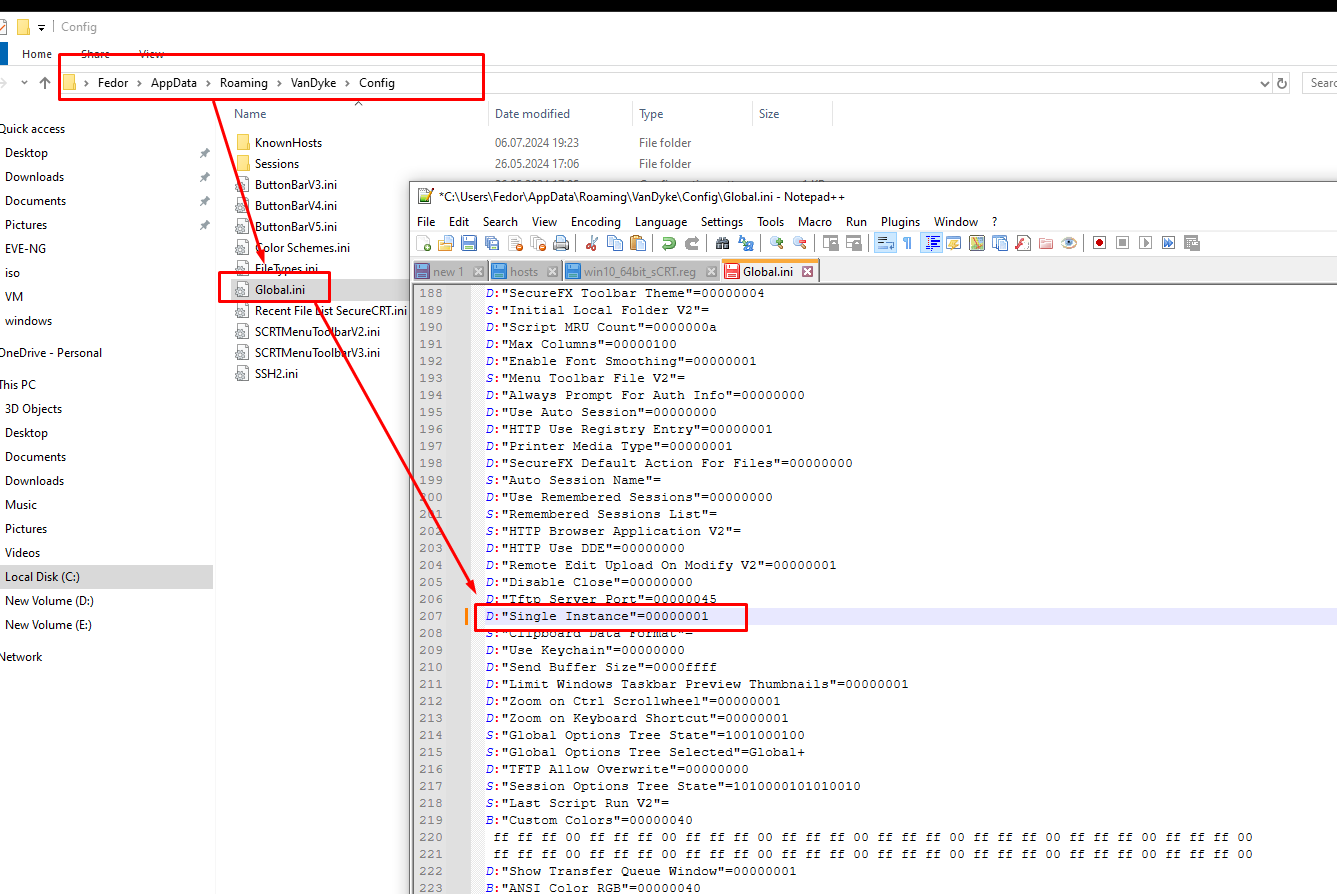 Config
Home Share View
Fedor > AppData > Roaming > VanDyke > Config
Name Date modified Type Size
KnownHosts 06.07.2024 19:23 File folder
Sessions 26.05.2024 17:06 File folder
ButtonBarV3.ini
ButtonBarV4.ini
ButtonBarV5.ini
Color Schemes.ini
FileTypes.ini
Global.ini
Recent File List SecureCRT.ini
SCRTMenuToolbarV2.ini
SCRTMenuToolbarV3.ini
SSH2.ini
Quick access
Desktop
Downloads
Documents
Pictures
EVE-NG
iso
VM
windows
OneDrive - Personal
This PC
3D Objects
Desktop
Documents
Downloads
Music
Pictures
Videos
Local Disk (C:)
New Volume (D:)
New Volume (E:)
Network
*C:\Users\Fedor\AppData\Roaming\VanDyke\Config\Global.ini - Notepad++
File Edit Search View Encoding Language Settings Tools Macro Run Plugins Window ?
new 1 hosts win10_64bit_sCRT.reg Global.ini
188 D:"SecureFX Toolbar Theme"=00000004
189 S:"Initial Local Folder V2"=
190 D:"Script MRU Count"=0000000a
191 D:"Max Columns"=00000100
192 D:"Enable Font Smoothing"=00000001
193 S:"Menu Toolbar File V2"=
194 D:"Always Prompt For Auth Info"=00000000
195 D:"Use Auto Session"=00000000
196 D:"HTTP Use Registry Entry"=00000001
197 D:"Printer Media Type"=00000001
198 D:"SecureFX Default Action For Files"=00000000
199 S:"Auto Session Name"=
200 D:"Use Remembered Sessions"=00000000
201 S:"Remembered Sessions List"=
202 S:"HTTP Browser Application V2"=
203 D:"HTTP Use DDE"=00000000
204 D:"Remote Edit Upload On Modify V2"=00000001
205 D:"Disable Close"=00000000
206 D:"Tftp Server Port"=00000045
207 D:"Single Instance"=00000001
208 S:"Clipboard Data Format"=
209 D:"Use Keychain"=00000000
210 D:"Send Buffer Size"=0000ffff
211 D:"Limit Windows Taskbar Preview Thumbnails"=00000001
212 D:"Zoom on Ctrl Scrollwheel"=00000001
213 D:"Zoom on Keyboard Shortcut"=00000001
214 S:"Global Options Tree State"=1001000100
215 S:"Global Options Tree Selected"=Global+
216 D:"TFTP Allow Overwrite"=00000000
217 S:"Session Options Tree State"=1010000101010010
218 S:"Last Script Run V2"=
219 B:"Custom Colors"=00000040
220 ff ff ff 00 ff ff ff 00 ff ff ff 00 ff ff ff 00 ff ff ff 00 ff ff ff 00 ff ff ff 00 ff ff ff 00
221 ff ff ff 00 ff ff ff 00 ff ff ff 00 ff ff ff 00 ff ff ff 00 ff ff ff 00 ff ff ff 00 ff ff ff 00
222 D:"Show Transfer Queue Window"=00000001
223 B:"ANSI Color RGB"=00000040